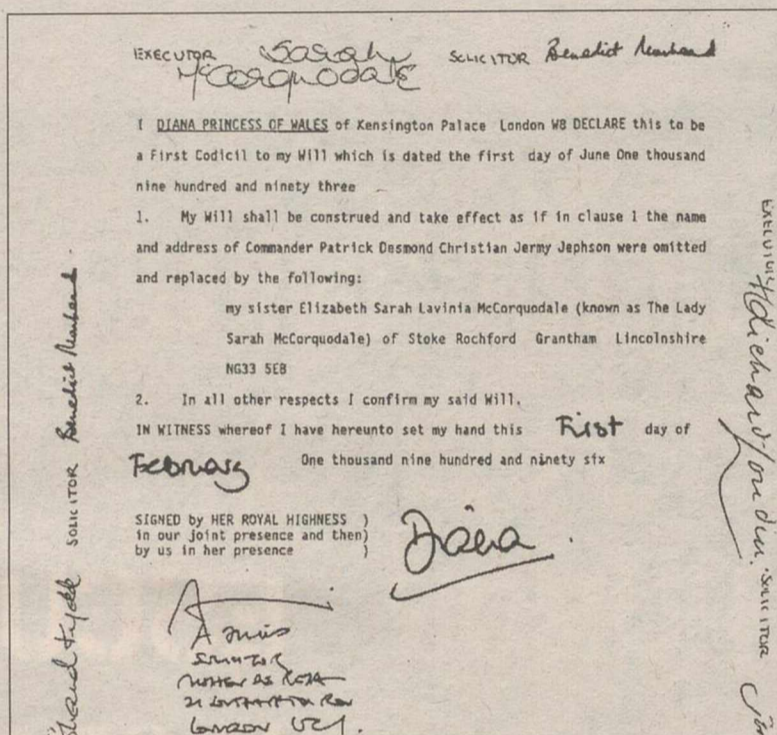 EXECUTOR Sarah SOLICITOR Benedict
McCorquodale
I DIANA PRINCESS OF WALES of Kensington Palace London W8 DECLARE this to be
a First Codicil to my Will which is dated the first day of June One thousand
nine hundred and ninety three
1. My Will shall be construed and take effect as if in clause 1 the name
and address of Commander Patrick Desmond Christian Jermy Jephson were omitted
and replaced by the following:
my sister Elizabeth Sarah Lavinia McCorquodale (known as The Lady
Sarah McCorquodale) of Stoke Rochford Grantham Lincolnshire
NG33 5EB
2. In all other respects I confirm my said Will.
IN WITNESS whereof I have hereunto set my hand this First day of
February One thousand nine hundred and ninety six
SIGNED by HER ROYAL HIGHNESS )
in our joint presence and then)
by us in her presence )
Diana
LONDON
SOLICITOR Benedict
SOLICITOR